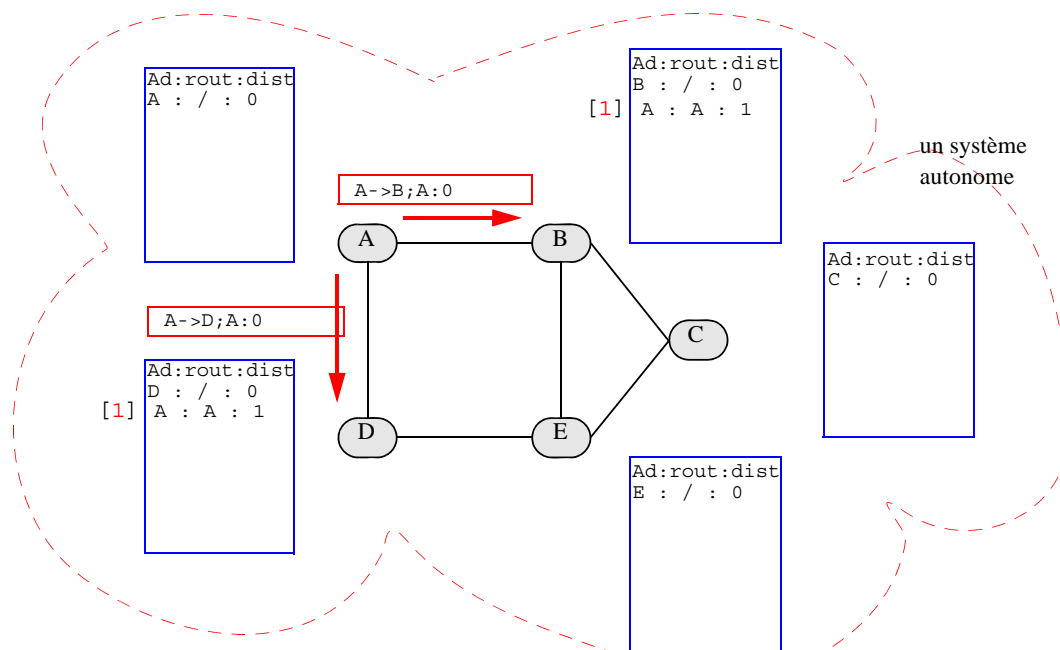 Ad:rout:dist
A : / : 0
Ad:rout:dist
B : / : 0
[1] A : A : 1
un système
autonome
A->B;A:0
A
B
Ad:rout:dist
C : / : 0
A->D;A:0
C
Ad:rout:dist
D : / : 0
[1] A : A : 1
D
E
Ad:rout:dist
E : / : 0